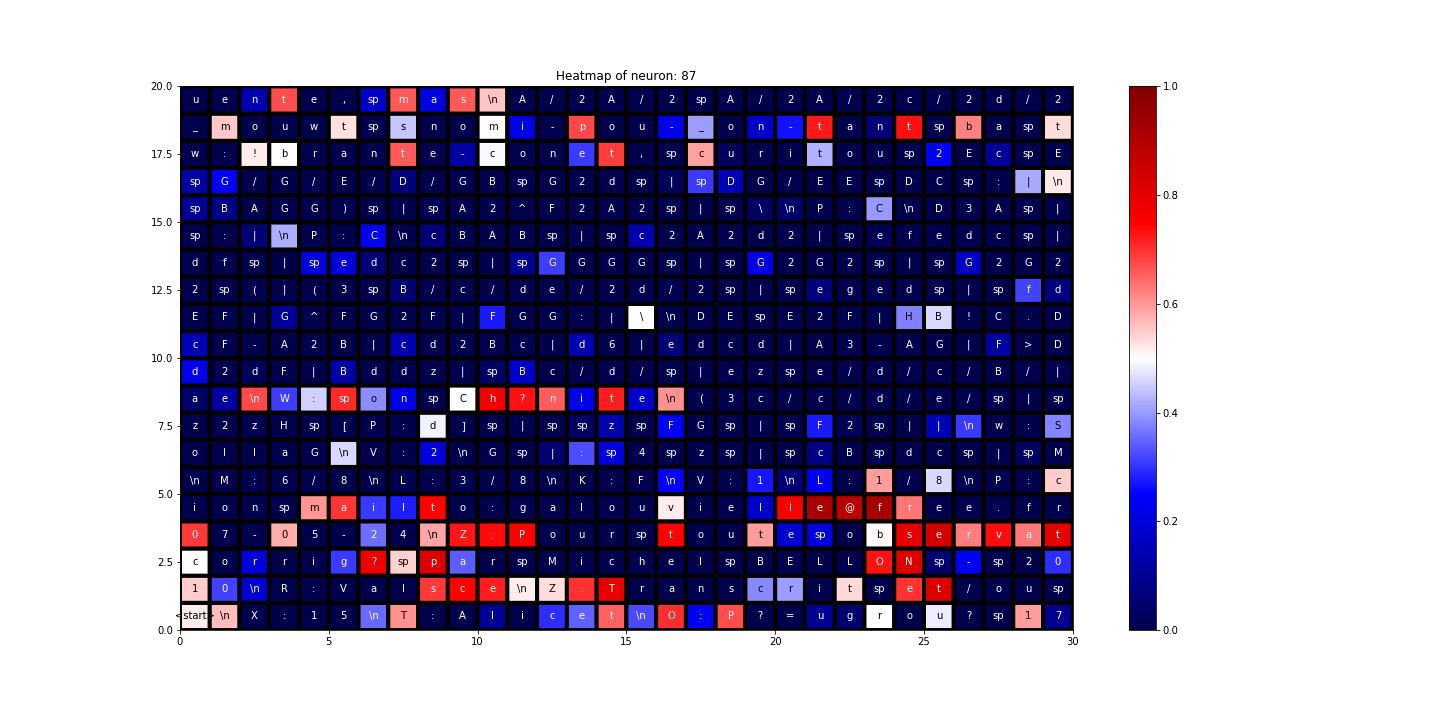 Heatmap of neuron: 87
20.0 u e n t e , sp m a s \n A / 2 A / 2 sp A / 2 A / 2 c / 2 d / 2 1.0
_ m o u w t sp s n o m i - p o u - _ o n - t a n t sp b a sp t
17.5 w : ! b r a n t e - c o n e t , sp c u r i t o u sp 2 E c sp E
sp G / G / E / D / G B sp G 2 d sp | sp D G / E E sp D C sp : | \n 0.8
15.0 sp B A G G ) sp | sp A 2 ^ F 2 A 2 sp | sp \ \n P : C \n D 3 A sp |
sp : | \n P : C \n c B A B sp | sp c 2 A 2 d 2 | sp e f e d c sp |
d f sp | sp e d c 2 sp | sp G G G G sp | sp G 2 G 2 sp | sp G 2 G 2
12.5 2 sp ( | ( 3 sp B / c / d e / 2 d / 2 sp | sp e g e d sp | sp f d 0.6
E F | G ^ F G 2 F | F G G : | \ \n D E sp E 2 F | H B ! C . D
10.0 c F - A 2 B | c d 2 B c | d 6 | e d c d | A 3 - A G | F > D
d 2 d F | B d d z | sp B c / d / sp | e z p e / d / c / B / |
a e \n W : sp o n sp C h ? n i t e \n ( 3 c / c / d / e / sp | sp 0.4
7.5 z 2 z H sp [ P : d ] sp | sp sp z sp F G sp | sp F 2 sp | | \n w : S
o l l a G \n V : 2 \n G sp | : sp 4 sp z sp | sp c B sp d c sp | sp M
5.0 \n M : 6 / 8 \n L : 3 / 8 \n K : F \n V : 1 \n L : 1 / 8 \n P : c
i o n sp m a i l t o : g a l o u v i e l l e @ f r e e . f r 0.2
0 7 - 0 5 - 2 4 \n Z : P o u r sp t o u t e sp o b s e r v a t
2.5 c o r r i g ? sp p a r sp M i c h e l sp B E L L O N sp - sp 2 0
1 0 \n R : V a l s c e \n Z : T r a n s c r i t sp e t / o u sp
0.0 <start> \n X : 1 5 \n T : A l i c e t \n O : P ? = u g r o u ? sp 1 7 0.0
0 5 10 15 20 25 30